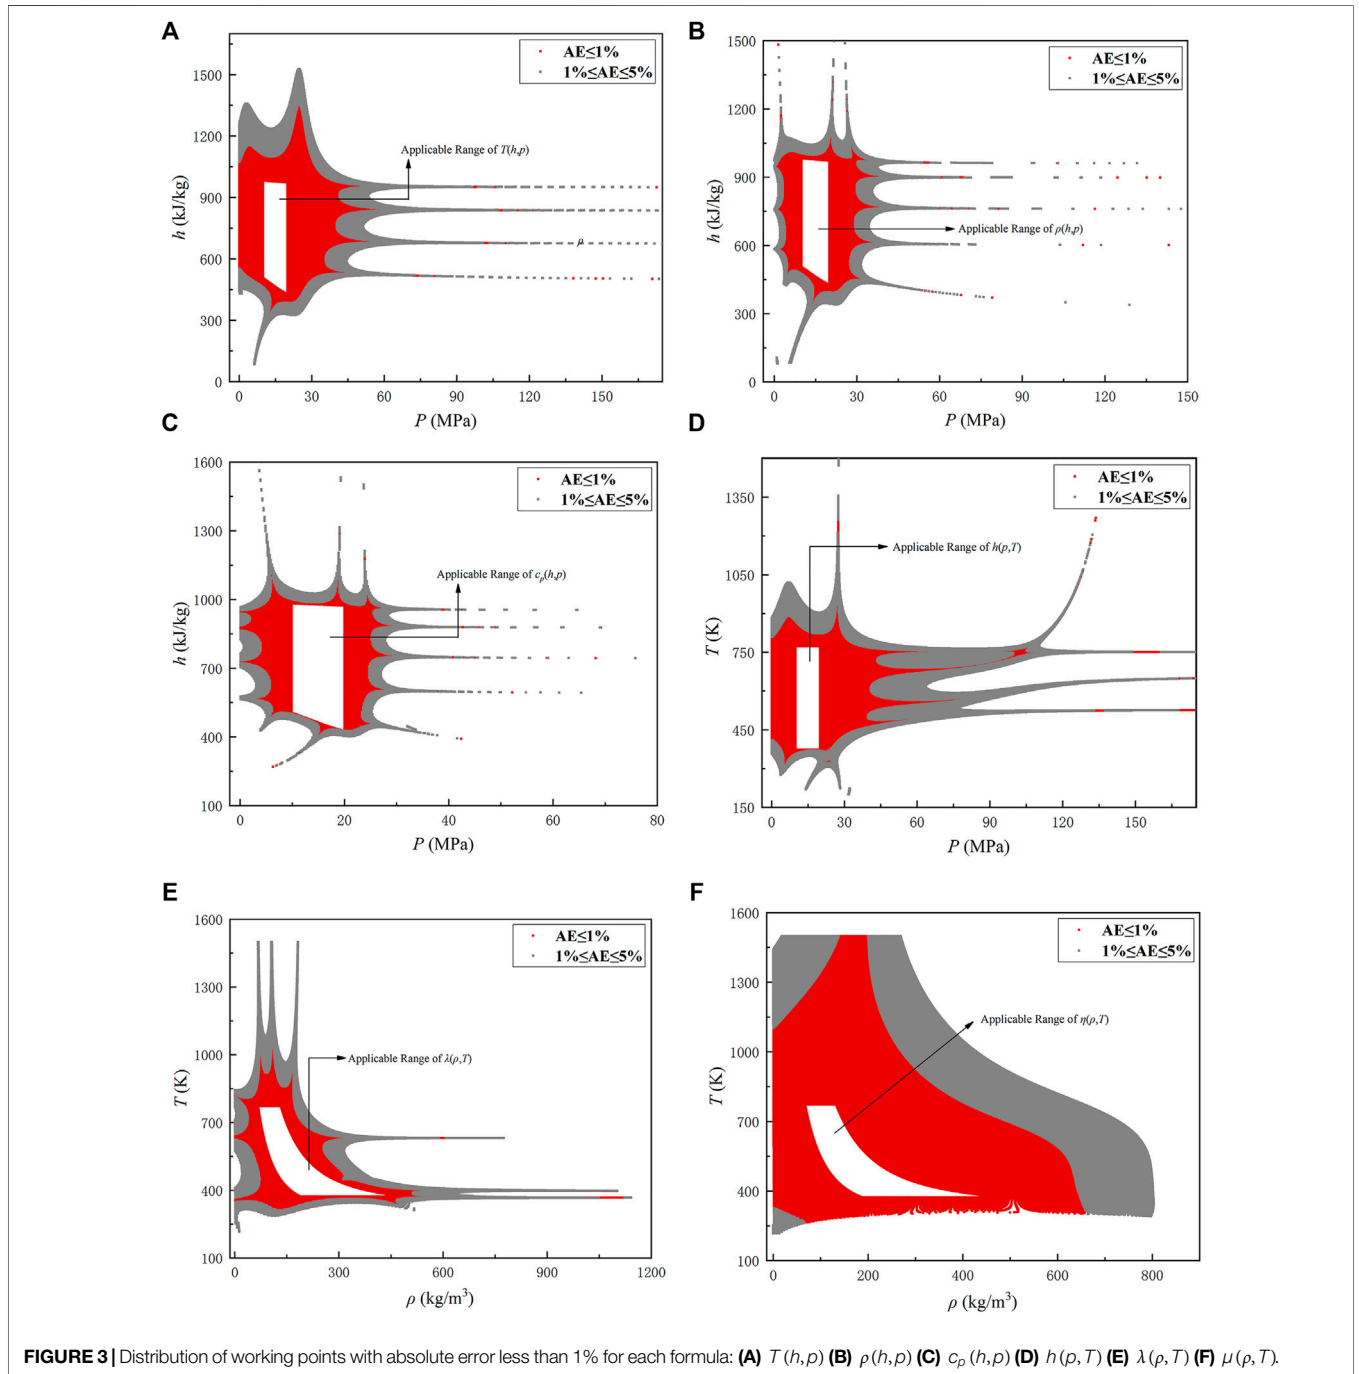 A
AE≤1%
1%≤AE≤5%
Applicable Range of T(h,p)
ρ
h (kJ/kg)
1500
1200
900
600
300
0
0 30 60 90 120 150
P (MPa)
B
AE≤1%
1%≤AE≤5%
Applicable Range of ρ(h,p)
h (kJ/kg)
1500
1200
900
600
300
0
0 30 60 90 120 150
P (MPa)
C
AE≤1%
1%≤AE≤5%
Applicable Range of cₚ(h,p)
h (kJ/kg)
1600
1300
1000
700
400
100
0 20 40 60 80
P (MPa)
D
AE≤1%
1%≤AE≤5%
Applicable Range of h(p,T)
T (K)
1350
1050
750
450
150
0 30 60 90 120 150
P (MPa)
E
AE≤1%
1%≤AE≤5%
Applicable Range of λ(ρ,T)
T (K)
1600
1300
1000
700
400
100
0 300 600 900 1200
ρ (kg/m³)
F
AE≤1%
1%≤AE≤5%
Applicable Range of η(ρ,T)
T (K)
1600
1300
1000
700
400
100
0 200 400 600 800
ρ (kg/m³)
FIGURE 3 | Distribution of working points with absolute error less than 1% for each formula: (A) T(h,p) (B) ρ(h,p) (C) cₚ(h,p) (D) h(p,T) (E) λ(ρ,T) (F) μ(ρ,T).